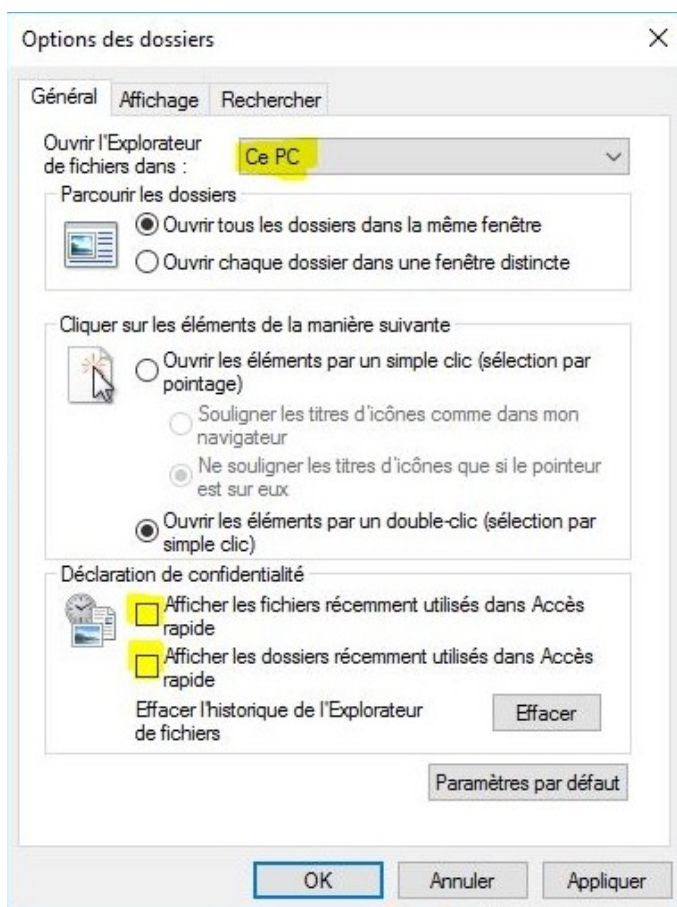 Options des dossiers
Général Affichage Rechercher
Ouvrir l'Explorateur
de fichiers dans :
Ce PC
Parcourir les dossiers
Ouvrir tous les dossiers dans la même fenêtre
Ouvrir chaque dossier dans une fenêtre distincte
Cliquer sur les éléments de la manière suivante
Ouvrir les éléments par un simple clic (sélection par
pointage)
Souligner les titres d'icônes comme dans mon
navigateur
Ne souligner les titres d'icônes que si le pointeur
est sur eux
Ouvrir les éléments par un double-clic (sélection par
simple clic)
Déclaration de confidentialité
Afficher les fichiers récemment utilisés dans Accès
rapide
Afficher les dossiers récemment utilisés dans Accès
rapide
Effacer l'historique de l'Explorateur
de fichiers
Effacer
Paramètres par défaut
OK Annuler Appliquer